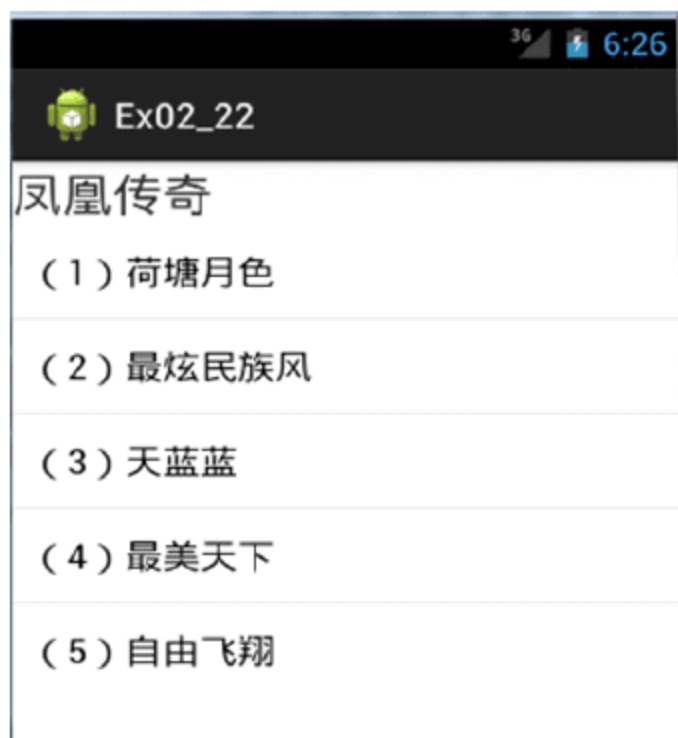 3G 6:26
Ex02_22
凤凰传奇
（1）荷塘月色
（2）最炫民族风
（3）天蓝蓝
（4）最美天下
（5）自由飞翔